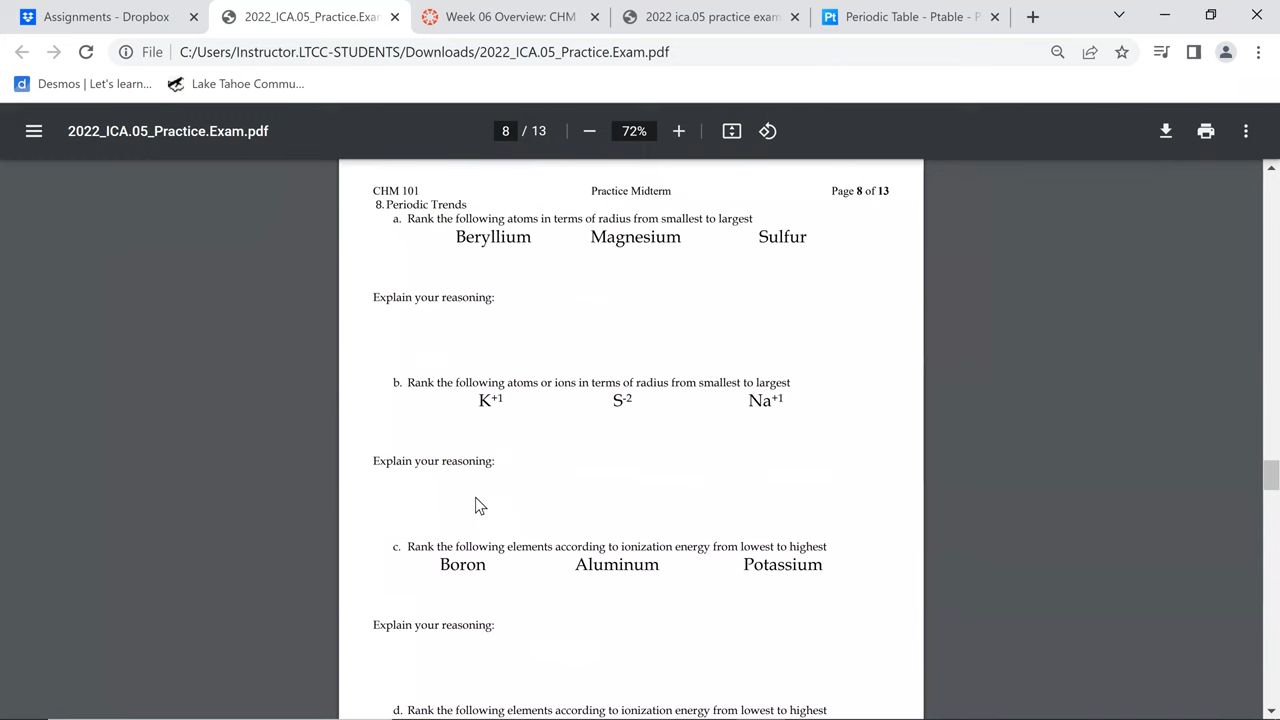 Assignments - Dropbox
2022_ICA.05_Practice.Exa
Week 06 Overview: CHM
2022 ica.05 practice exam
Periodic Table - Ptable - P
File
C:/Users/Instructor.LTCC-STUDENTS/Downloads/2022_ICA.05_Practice.Exam.pdf
Desmos | Let's learn...
Lake Tahoe Commu...
2022_ICA.05_Practice.Exam.pdf
8 / 13
72%
CHM 101 Practice Midterm Page 8 of 13
8. Periodic Trends
a. Rank the following atoms in terms of radius from smallest to largest
Beryllium Magnesium Sulfur
Explain your reasoning:
b. Rank the following atoms or ions in terms of radius from smallest to largest
K+1 S-2 Na+1
Explain your reasoning:
c. Rank the following elements according to ionization energy from lowest to highest
Boron Aluminum Potassium
Explain your reasoning:
d. Rank the following elements according to ionization energy from lowest to highest